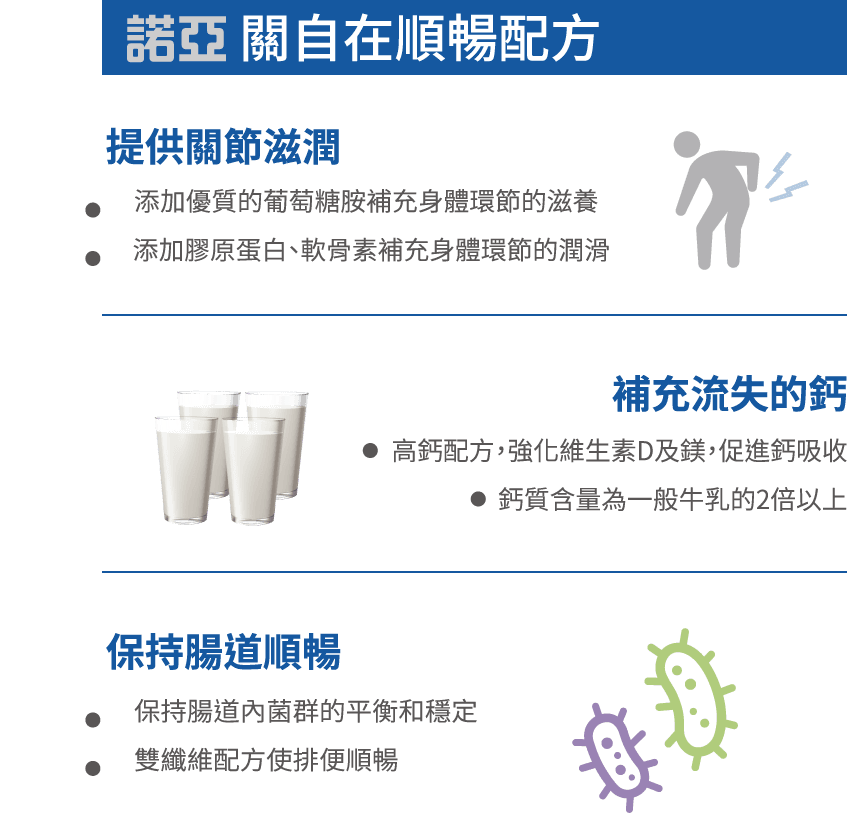 諾亞 關自在順暢配方
提供關節滋潤
● 添加優質的葡萄糖胺補充身體環節的滋養
● 添加膠原蛋白、軟骨素補充身體環節的潤滑
補充流失的鈣
● 高鈣配方，強化維生素D及鎂，促進鈣吸收
● 鈣質含量為一般牛乳的2倍以上
保持腸道順暢
● 保持腸道內菌群的平衡和穩定
● 雙纖維配方使排便順暢